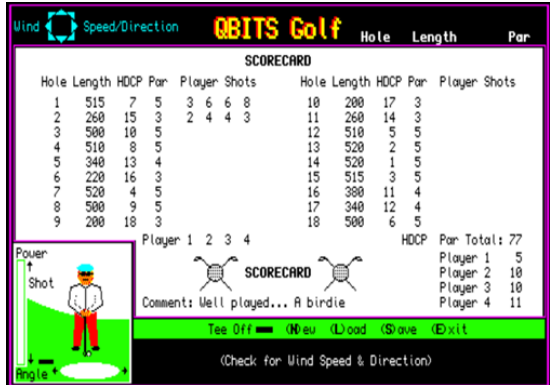 Wind Speed/Direction QBITS Golf Hole Length Par
SCORECARD
Hole Length HDCP Par Player Shots Hole Length HDCP Par Player Shots
1 515 7 5 3 6 6 8 10 200 17 3
2 260 15 3 2 4 4 3 11 260 14 3
3 500 10 5 12 510 5 5
4 510 8 5 13 520 2 5
5 340 13 4 14 520 1 5
6 220 16 3 15 515 3 5
7 520 4 5 16 380 11 4
8 500 9 5 17 340 12 4
9 200 18 3 18 500 6 5
Player 1 2 3 4 HDCP Par Total: 77
Player 1 5
Player 2 10
Player 3 10
Player 4 11
SCORECARD
Comment: Well played... A birdie
Power
Shot
Angle
Tee Off (N)ew (L)oad (S)ave (E)xit
(Check for Wind Speed & Direction)